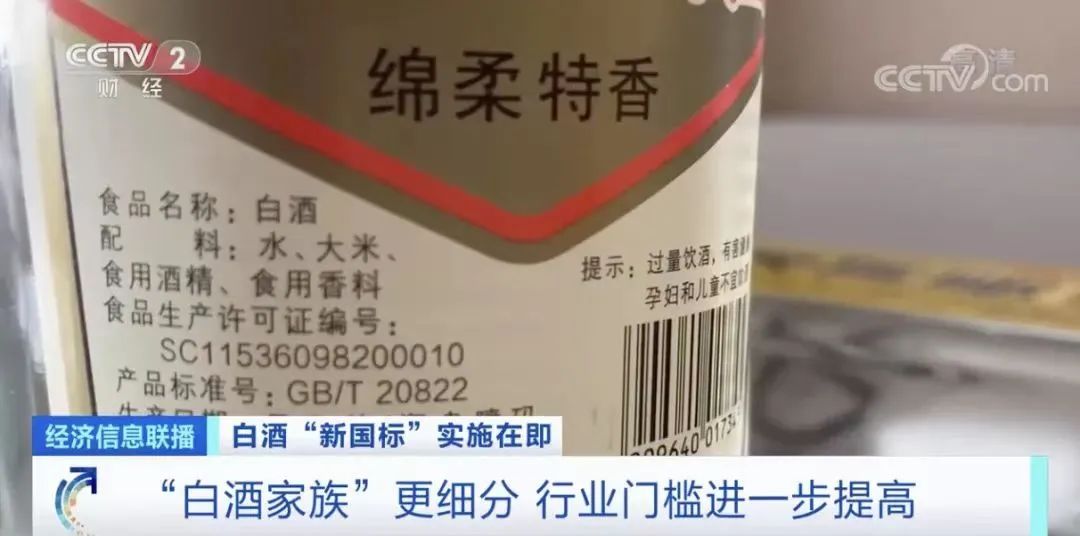 CCTV 2
财经
高清
CCTV.com
绵柔特香
食品名称：白酒
配 料：水、大米、
食用酒精、食用香料
食品生产许可证编号：
SC11536098200010
产品标准号：GB/T 20822
提示：过量饮酒，有害健
孕妇和儿童不宜饮
经济信息联播
白酒“新国标”实施在即
“白酒家族”更细分 行业门槛进一步提高